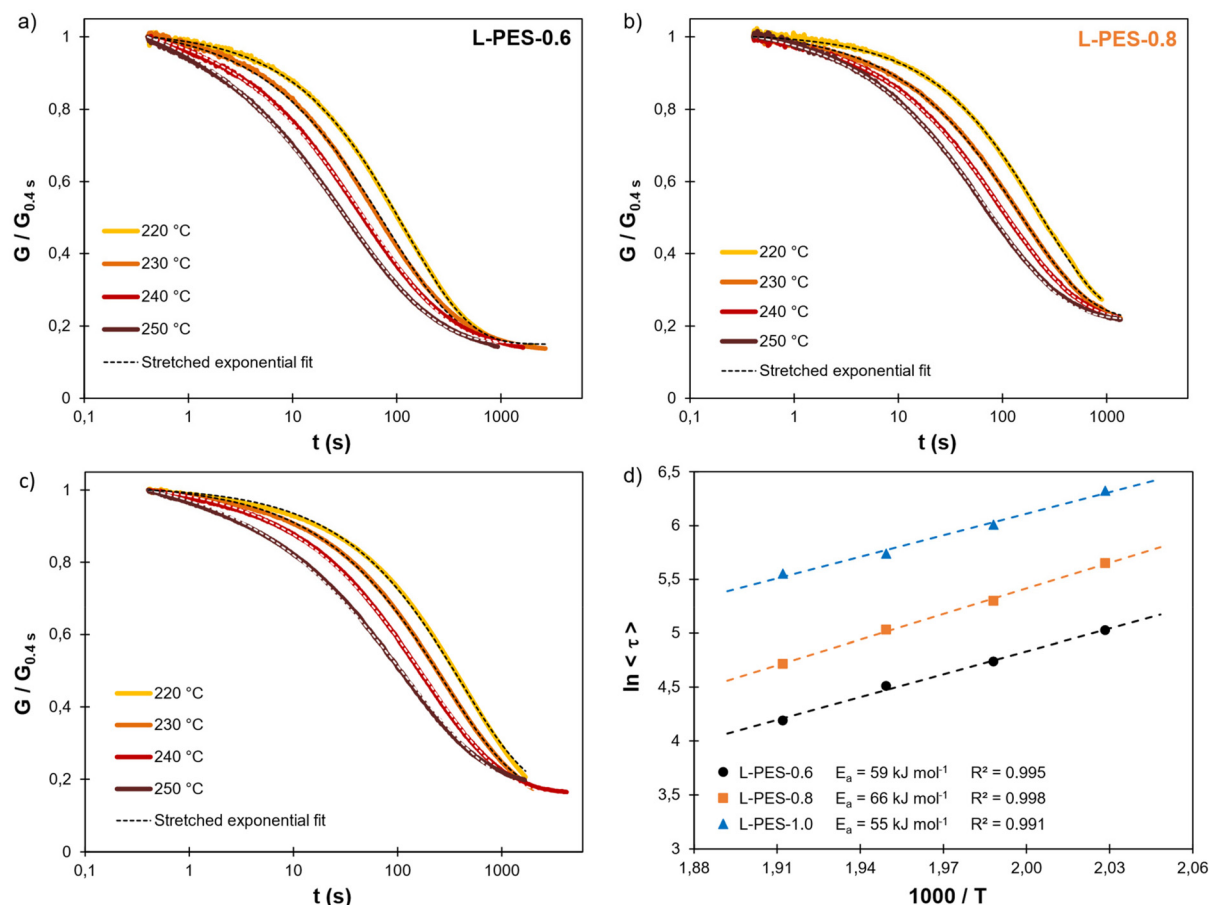 a)
L-PES-0.6
G / G0.4 s
1
0,8
0,6
0,4
0,2
0
220 °C
230 °C
240 °C
250 °C
Stretched exponential fit
0,1 1 10 100 1000
t (s)
b)
L-PES-0.8
G / G0.4 s
1
0,8
0,6
0,4
0,2
0
220 °C
230 °C
240 °C
250 °C
Stretched exponential fit
0,1 1 10 100 1000
t (s)
c)
G / G0.4 s
1
0,8
0,6
0,4
0,2
0
220 °C
230 °C
240 °C
250 °C
Stretched exponential fit
0,1 1 10 100 1000
t (s)
d)
ln < τ >
6,5
6
5,5
5
4,5
4
3,5
3
L-PES-0.6 Ea = 59 kJ mol-1 R² = 0.995
L-PES-0.8 Ea = 66 kJ mol-1 R² = 0.998
L-PES-1.0 Ea = 55 kJ mol-1 R² = 0.991
1,88 1,91 1,94 1,97 2,00 2,03 2,06
1000 / T